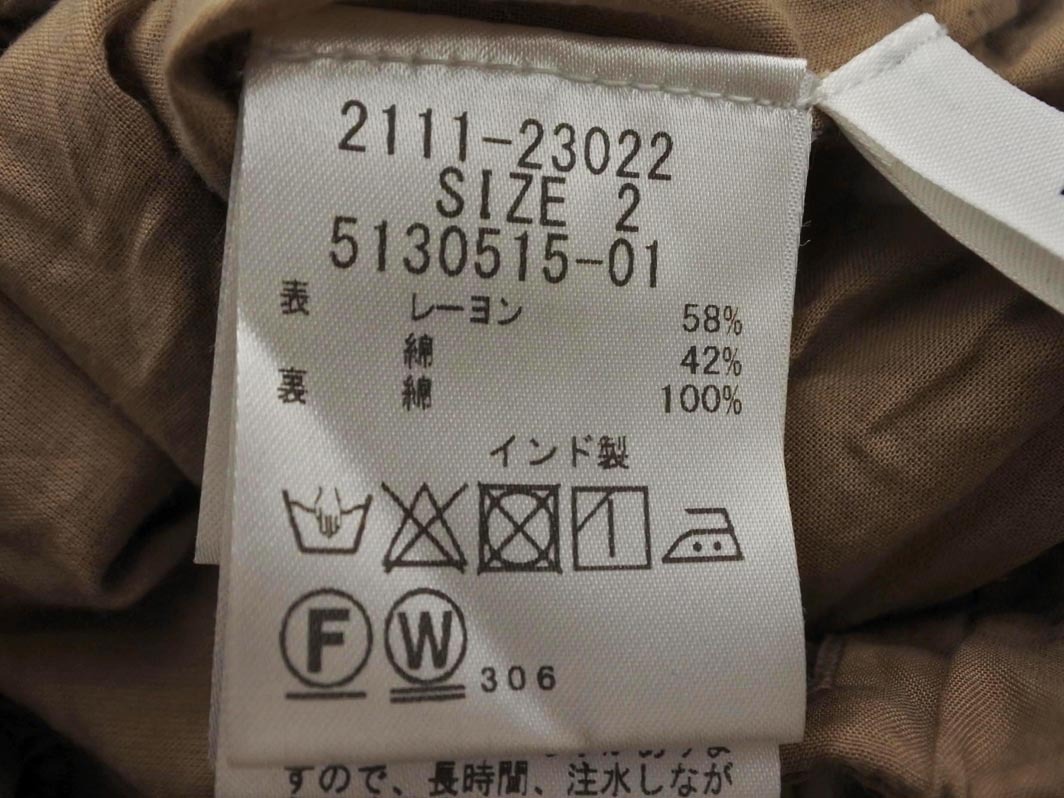 2111-23022
SIZE 2
5130515-01
表 レーヨン 58%
綿 42%
裏 綿 100%
インド製
F W 306
すので、長時間、注水しなが